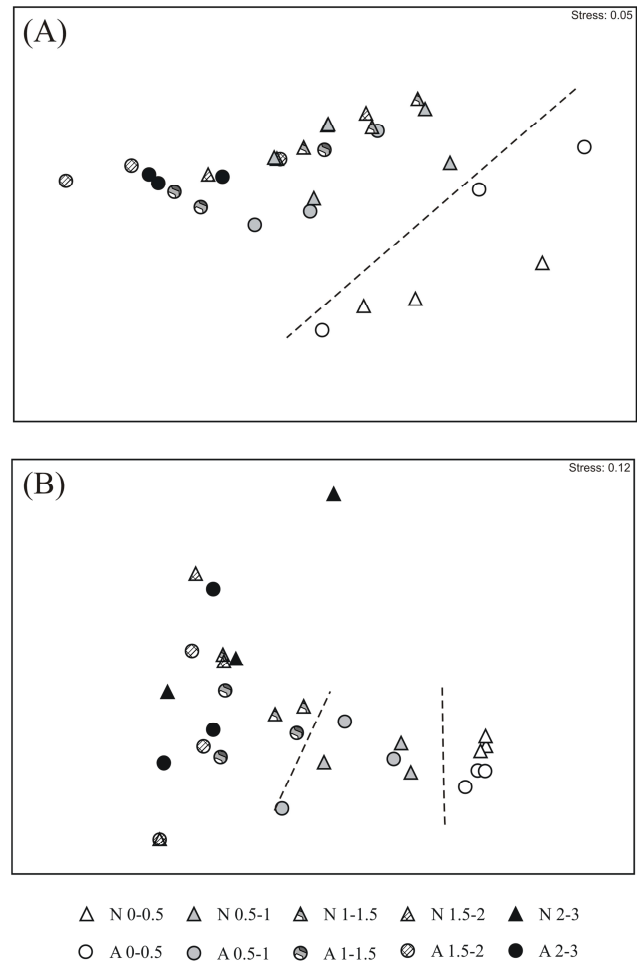 Stress: 0.05
(A)
Stress: 0.12
(B)
N 0-0.5 N 0.5-1 N 1-1.5 N 1.5-2 N 2-3
A 0-0.5 A 0.5-1 A 1-1.5 A 1.5-2 A 2-3